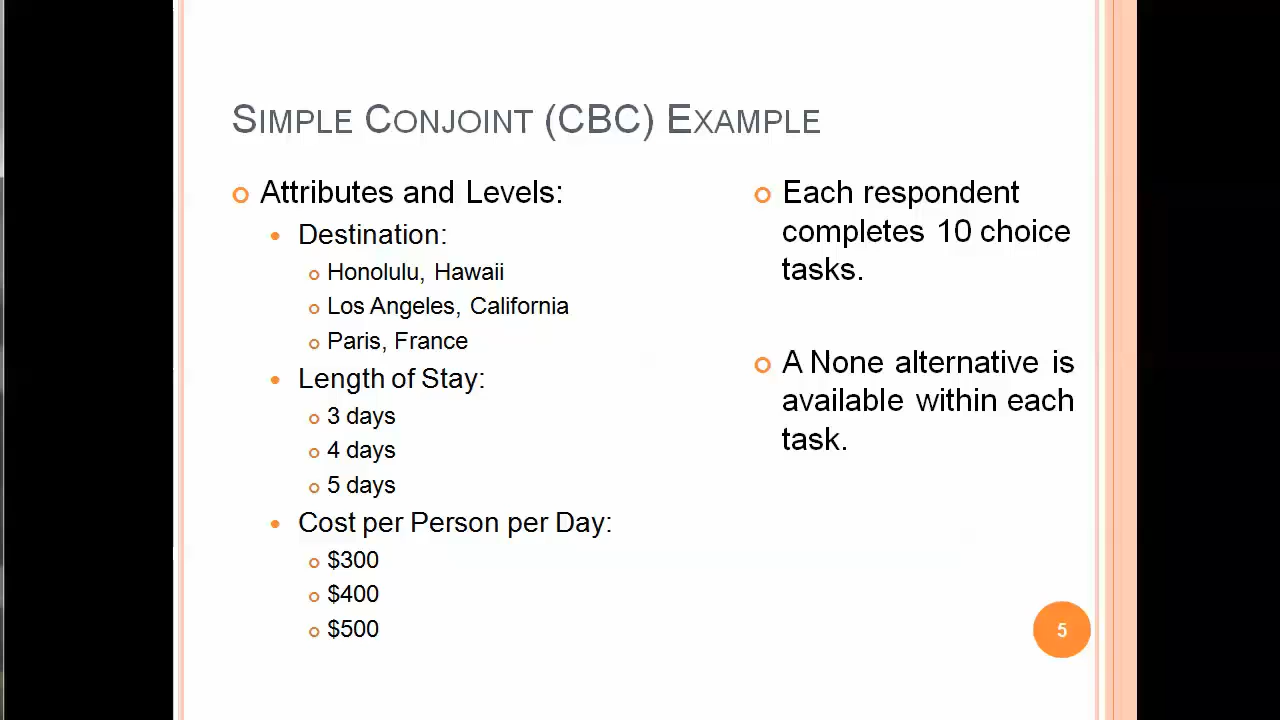 SIMPLE CONJOINT (CBC) EXAMPLE
Attributes and Levels:
Destination:
Honolulu, Hawaii
Los Angeles, California
Paris, France
Length of Stay:
3 days
4 days
5 days
Cost per Person per Day:
$300
$400
$500
Each respondent
completes 10 choice
tasks.
A None alternative is
available within each
task.
5